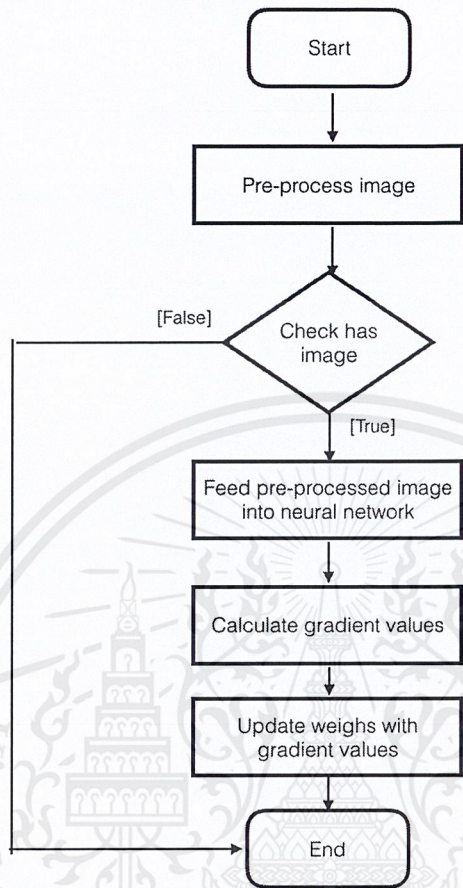 Start
Pre-process image
[False]
Check has
image
[True]
Feed pre-processed image
into neural network
Calculate gradient values
Update weighs with
gradient values
End